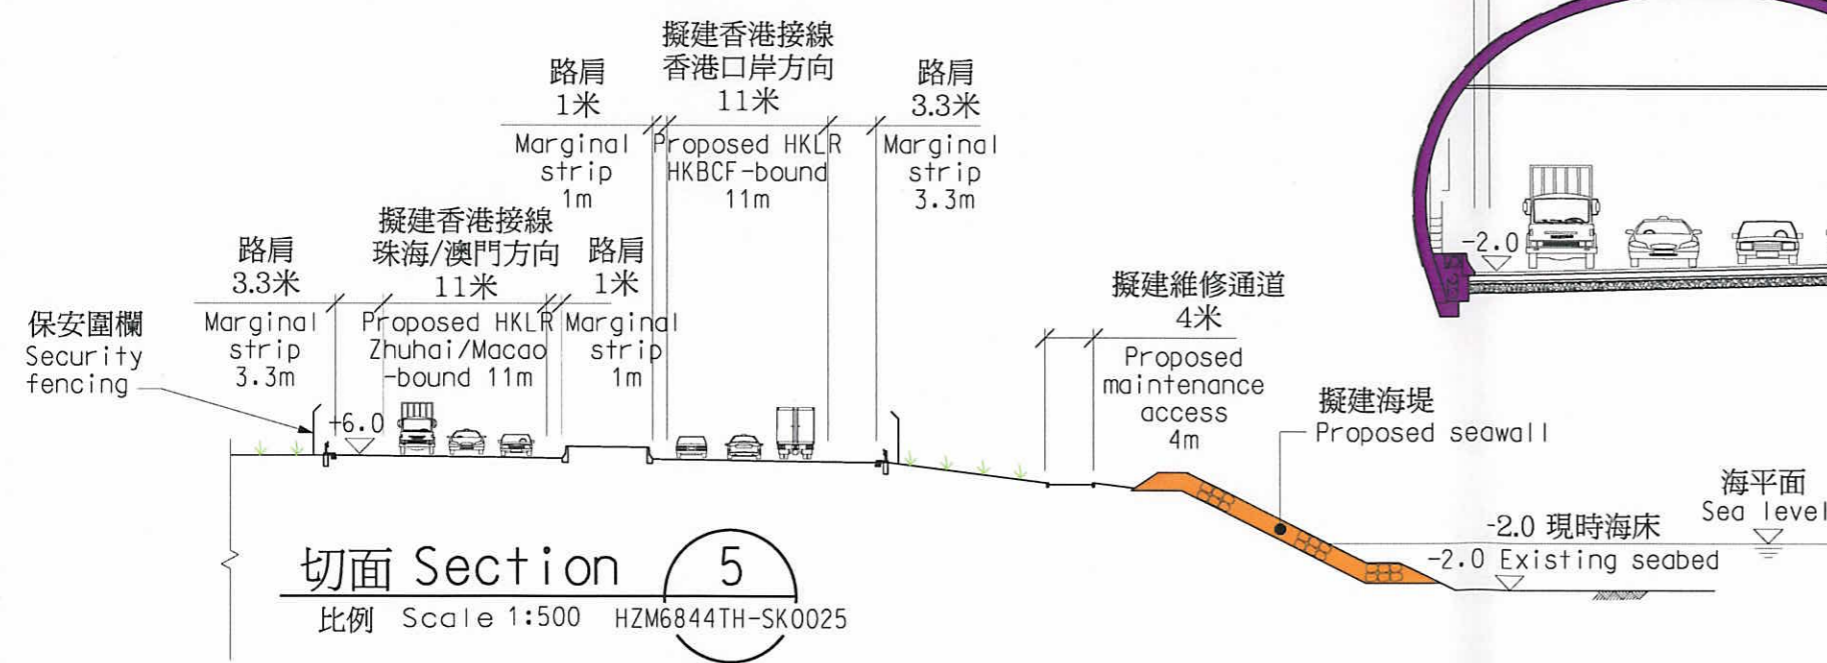 擬建香港接線
香港口岸方向
11米
路肩
1米
路肩
3.3米
Marginal
strip
1m
Proposed HKLR
HKBCF-bound
11m
Marginal
strip
3.3m
擬建香港接線
珠海/澳門方向
11米
路肩
3.3米
路肩
1米
Marginal
strip
3.3m
Proposed HKLR
Zhuhai/Macao
-bound 11m
Marginal
strip
1m
保安圍欄
Security
fencing
+6.0
擬建維修通道
4米
Proposed
maintenance
access
4m
擬建海堤
Proposed seawall
海平面
Sea level
-2.0 現時海床
-2.0 Existing seabed
-2.0
切面 Section 5
比例 Scale 1:500 HZM6844TH-SK0025